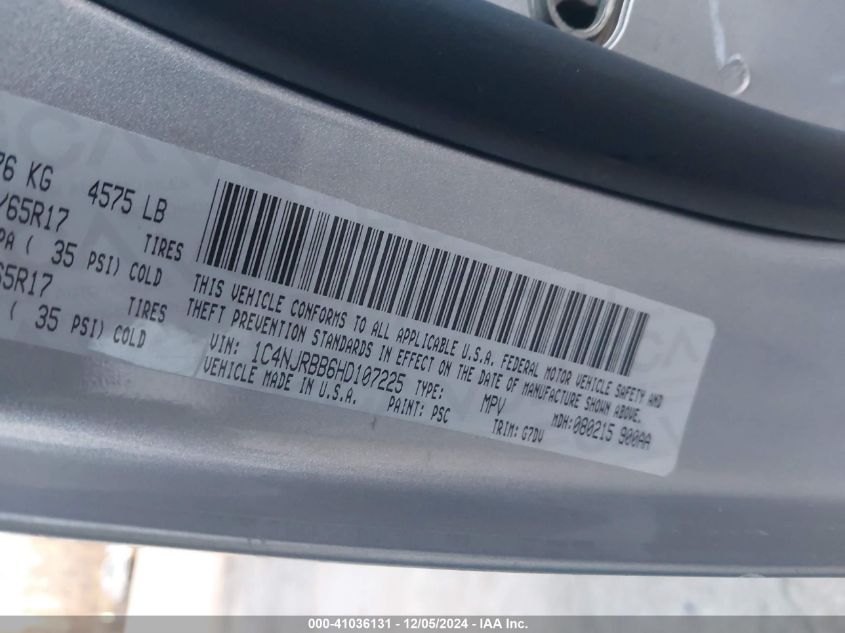 76 KG 4575 LB
/65R17 TIRES
PA ( 35 PSI) COLD
65R17 TIRES
( 35 PSI) COLD
THIS VEHICLE CONFORMS TO ALL APPLICABLE U.S.A. FEDERAL MOTOR VEHICLE SAFETY AND
THEFT PREVENTION STANDARDS IN EFFECT ON THE DATE OF MANUFACTURE SHOWN ABOVE.
VIN: 1C4NJRBB6HD107225 TYPE: MPV MDH:080215 900AA
VEHICLE MADE IN U.S.A. PAINT: PSC TRIM: G7DV
000-41036131 - 12/05/2024 - IAA Inc.